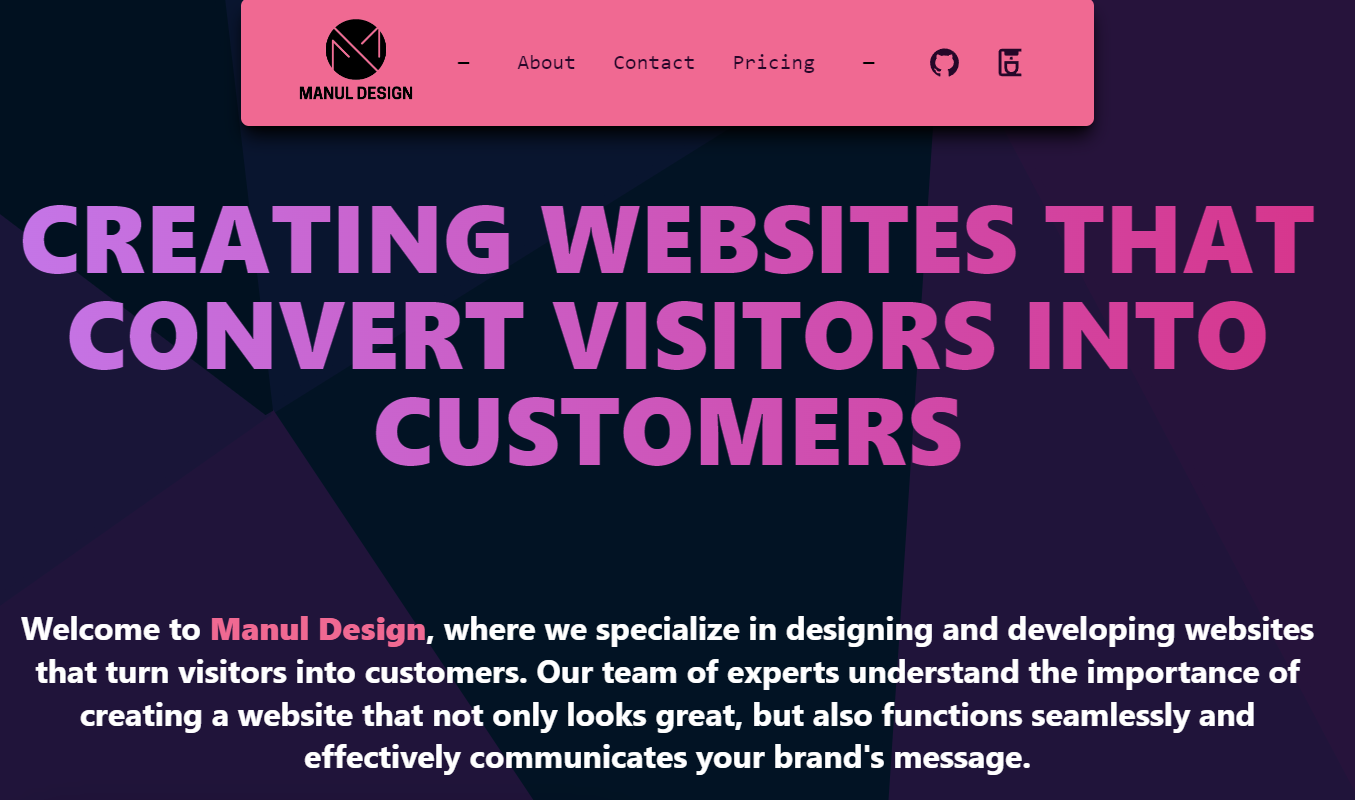 MANUL DESIGN
— About Contact Pricing —
CREATING WEBSITES THAT
CONVERT VISITORS INTO
CUSTOMERS
Welcome to Manul Design, where we specialize in designing and developing websites
that turn visitors into customers. Our team of experts understand the importance of
creating a website that not only looks great, but also functions seamlessly and
effectively communicates your brand's message.